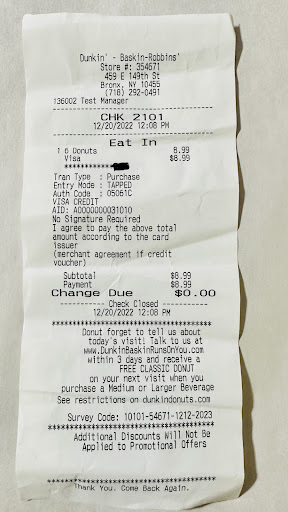 Dunkin' - Baskin-Robbins'
Store #: 354671
459 E 149th St
Bronx, NY 10455
(718) 292-0491
136002 Test Manager
CHK 2101
12/20/2022 12:08 PM
Eat In
1 6 Donuts 8.99
Visa $8.99
************
Tran Type : Purchase
Entry Mode : TAPPED
Auth Code : 05061C
VISA CREDIT
AID: A0000000031010
No Signature Required
I agree to pay the above total
amount according to the card
issuer
(merchant agreement if credit
voucher)
Subtotal $8.99
Payment $8.99
Change Due $0.00
---------- Check Closed ----------
12/20/2022 12:08 PM
**************************************
Donut forget to tell us about
today's visit! Talk to us at
www.DunkinBaskinRunsOnYou.com
within 3 days and receive a
FREE CLASSIC DONUT
on your next visit when you
purchase a Medium or Larger Beverage
See restrictions on dunkindonuts.com
Survey Code: 10101-54671-1212-2023
**************************************
Additional Discounts Will Not Be
Applied to Promotional Offers
**************************************
Thank You. Come Back Again.